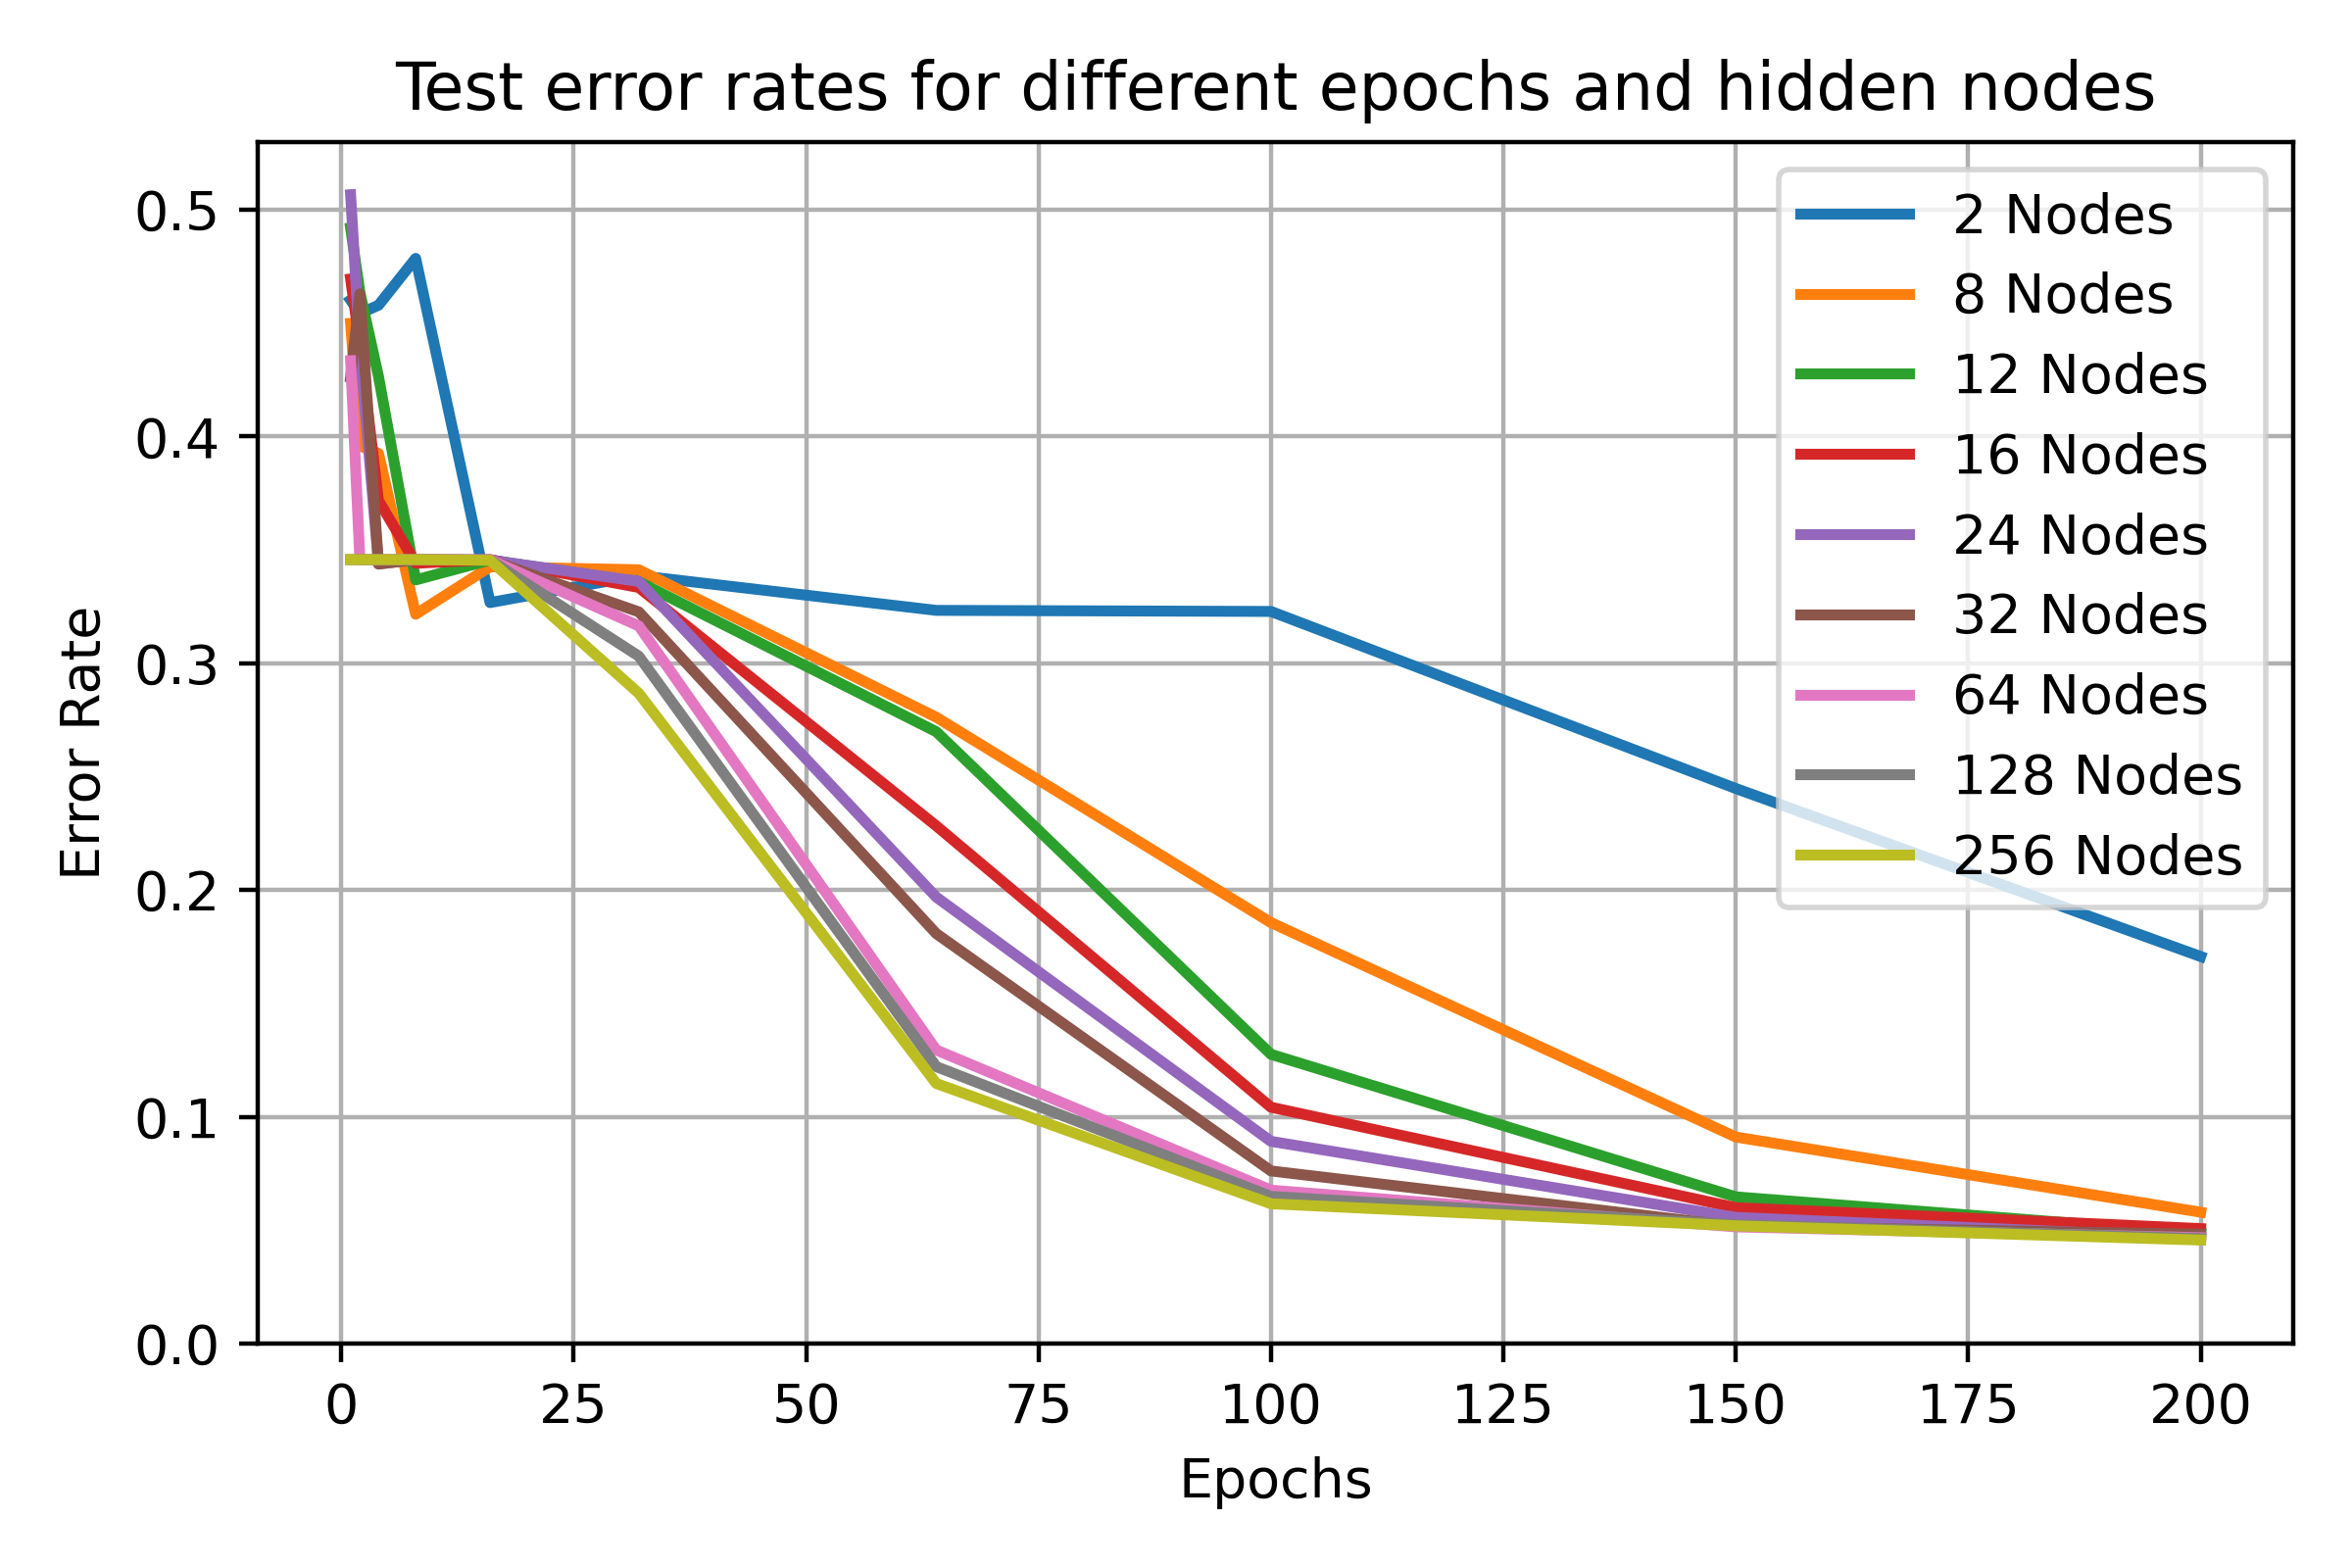 Test error rates for different epochs and hidden nodes
0.5
0.4
0.3
0.2
0.1
0.0
Error Rate
2 Nodes
8 Nodes
12 Nodes
16 Nodes
24 Nodes
32 Nodes
64 Nodes
128 Nodes
256 Nodes
0 25 50 75 100 125 150 175 200
Epochs